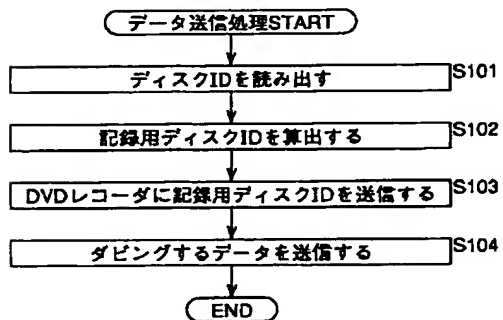 データ送信処理START
ディスクIDを読み出す
S101
記録用ディスクIDを算出する
S102
DVDレコーダに記録用ディスクIDを送信する
S103
ダビングするデータを送信する
S104
END